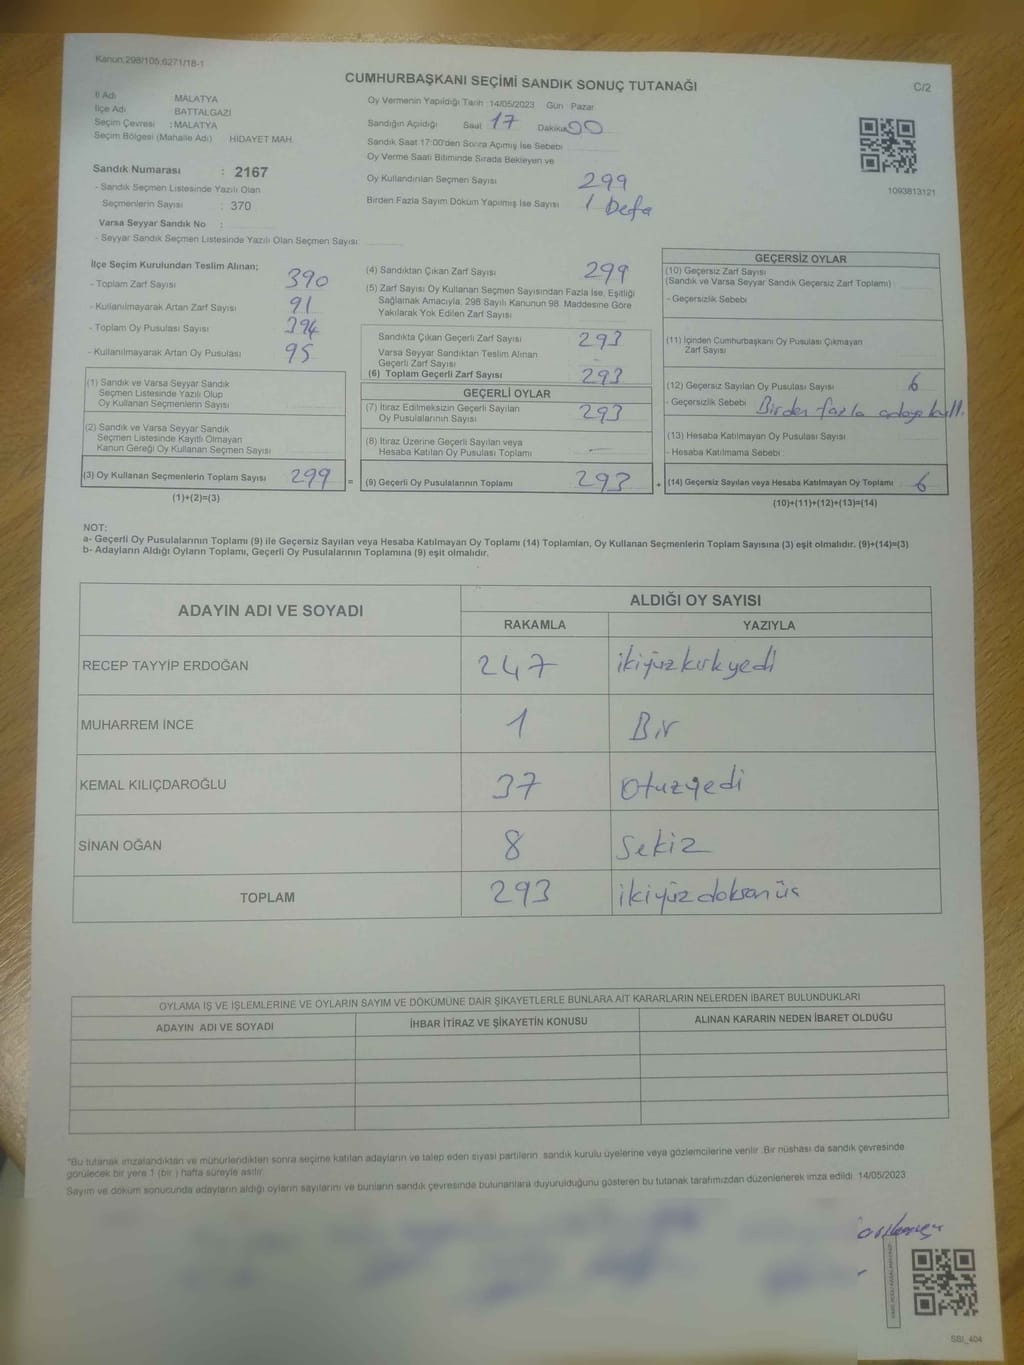 Kanun:298/105,6271/18-1
CUMHURBAŞKANI SEÇİMİ SANDIK SONUÇ TUTANAĞI
C/2
İl Adı MALATYA
İlçe Adı BATTALGAZİ
Seçim Çevresi : MALATYA
Seçim Bölgesi (Mahalle Adı) HİDAYET MAH.
Sandık Numarası : 2167
- Sandık Seçmen Listesinde Yazılı Olan
Seçmenlerin Sayısı : 370
Varsa Seyyar Sandık No :
- Seyyar Sandık Seçmen Listesinde Yazılı Olan Seçmen Sayısı
Oy Vermenin Yapıldığı Tarih :14/05/2023 Gün Pazar
Sandığın Açıldığı Saat 17 Dakika 00
Sandık Saat 17:00'den Sonra Açımış İse Sebebi
Oy Verme Saati Bitiminde Sırada Bekleyen ve
Oy Kullandırılan Seçmen Sayısı 299
Birden Fazla Sayım Döküm Yapılmış İse Sayısı 1 Defa
1093813121
İlçe Seçim Kurulundan Teslim Alınan;
- Toplam Zarf Sayısı 390
- Kullanılmayarak Artan Zarf Sayısı 91
- Toplam Oy Pusulası Sayısı 394
- Kullanılmayarak Artan Oy Pusulası 95
(1) Sandık ve Varsa Seyyar Sandık
Seçmen Listesinde Yazılı Olup
Oy Kullanan Seçmenlerin Sayısı
(2) Sandık ve Varsa Seyyar Sandık
Seçmen Listesinde Kayıtlı Olmayan
Kanun Gereği Oy Kullanan Seçmen Sayısı
(3) Oy Kullanan Seçmenlerin Toplam Sayısı 299
(1)+(2)=(3)
=
(4) Sandıktan Çıkan Zarf Sayısı 299
(5) Zarf Sayısı Oy Kullanan Seçmen Sayısından Fazla İse, Eşitliği
Sağlamak Amacıyla, 298 Sayılı Kanunun 98. Maddesine Göre
Yakılarak Yok Edilen Zarf Sayısı
Sandıkta Çıkan Geçerli Zarf Sayısı 293
Varsa Seyyar Sandıktan Teslim Alınan
Geçerli Zarf Sayısı
(6) Toplam Geçerli Zarf Sayısı 293
GEÇERLİ OYLAR
(7) İtiraz Edilmeksizin Geçerli Sayılan
Oy Pusulalarının Sayısı 293
(8) İtiraz Üzerine Geçerli Sayılan veya
Hesaba Katılan Oy Pusulası Toplamı —
(9) Geçerli Oy Pusulalarının Toplamı 293
+
GEÇERSİZ OYLAR
(10) Geçersiz Zarf Sayısı
(Sandık ve Varsa Seyyar Sandık Geçersiz Zarf Toplamı)
- Geçersizlik Sebebi
(11) İçinden Cumhurbaşkanı Oy Pusulası Çıkmayan
Zarf Sayısı
(12) Geçersiz Sayılan Oy Pusulası Sayısı 6
- Geçersizlik Sebebi Birden fazla adaya kull.
(13) Hesaba Katılmayan Oy Pusulası Sayısı
- Hesaba Katılmama Sebebi
(14) Geçersiz Sayılan veya Hesaba Katılmayan Oy Toplamı 6
(10)+(11)+(12)+(13)=(14)
NOT:
a- Geçerli Oy Pusulalarının Toplamı (9) ile Geçersiz Sayılan veya Hesaba Katılmayan Oy Toplamı (14) Toplamları, Oy Kullanan Seçmenlerin Toplam Sayısına (3) eşit olmalıdır. (9)+(14)=(3)
b- Adayların Aldığı Oyların Toplamı, Geçerli Oy Pusulalarının Toplamına (9) eşit olmalıdır.
ADAYIN ADI VE SOYADI ALDIĞI OY SAYISI
RAKAMLA YAZIYLA
RECEP TAYYİP ERDOĞAN 247 ikiyüzkırkyedi
MUHARREM İNCE 1 Bir
KEMAL KILIÇDAROĞLU 37 Otuzyedi
SİNAN OĞAN 8 Sekiz
TOPLAM 293 ikiyüzdoksanüç
OYLAMA İŞ VE İŞLEMLERİNE VE OYLARIN SAYIM VE DÖKÜMÜNE DAİR ŞİKAYETLERLE BUNLARA AİT KARARLARIN NELERDEN İBARET BULUNDUKLARI
ADAYIN ADI VE SOYADI İHBAR İTİRAZ VE ŞİKAYETİN KONUSU ALINAN KARARIN NEDEN İBARET OLDUĞU
*Bu tutanak imzalandıktan ve mühürlendikten sonra seçime katılan adayların ve talep eden siyasi partilerin sandık kurulu üyelerine veya gözlemcilerine verilir .Bir nüshası da sandık çevresinde
görülecek bir yere 1 (bir ) hafta süreyle asılır.
Sayım ve döküm sonucunda adayların aldığı oyların sayılarını ve bunların sandık çevresinde bulunanlara duyurulduğunu gösteren bu tutanak tarafımızdan düzenlenerek imza edildi. 14/05/2023
SBI_404